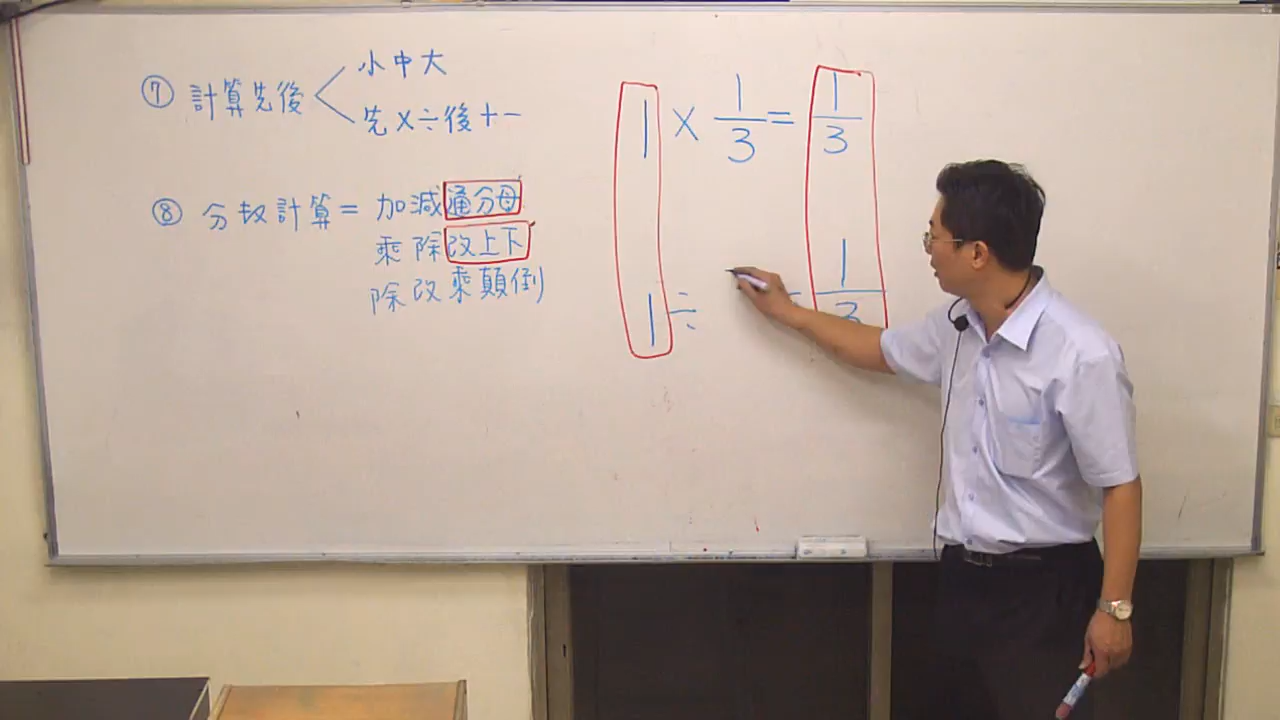 ⑦ 計算先後
小中大
先×÷後+−
⑧ 分数計算= 加減通分母
乘除改上下
除改乘顛倒
1 × 1/3 = 1/3
1 ÷ = 1/3